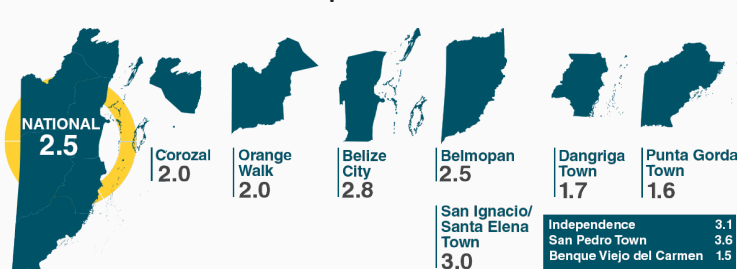 NATIONAL
2.5
Corozal
2.0
Orange
Walk
2.0
Belize
City
2.8
Belmopan
2.5
San Ignacio/
Santa Elena
Town
3.0
Dangriga
Town
1.7
Punta Gorda
Town
1.6
Independence 3.1
San Pedro Town 3.6
Benque Viejo del Carmen 1.5